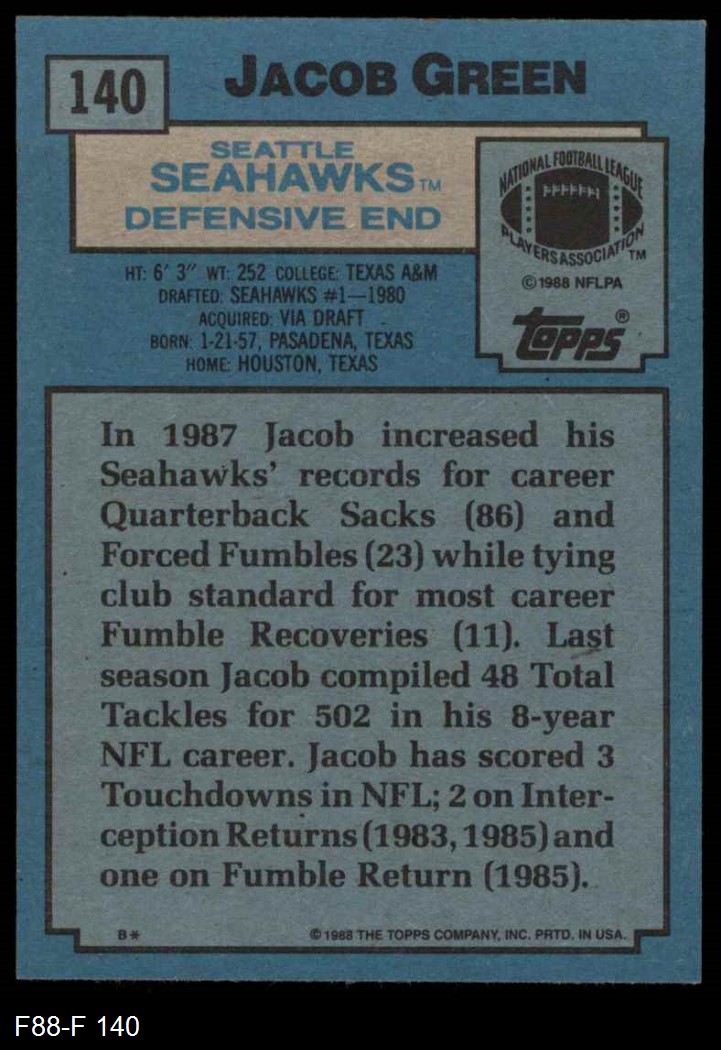 140
JACOB GREEN
SEATTLE
SEAHAWKS TM
DEFENSIVE END
NATIONAL FOOTBALL LEAGUE
PLAYERS ASSOCIATION TM
© 1988 NFLPA
TOPPS®
HT: 6' 3" WT: 252 COLLEGE: TEXAS A&M
DRAFTED: SEAHAWKS #1—1980
ACQUIRED: VIA DRAFT
BORN: 1-21-57, PASADENA, TEXAS
HOME: HOUSTON, TEXAS
In 1987 Jacob increased his
Seahawks' records for career
Quarterback Sacks (86) and
Forced Fumbles (23) while tying
club standard for most career
Fumble Recoveries (11). Last
season Jacob compiled 48 Total
Tackles for 502 in his 8-year
NFL career. Jacob has scored 3
Touchdowns in NFL; 2 on Inter-
ception Returns (1983, 1985) and
one on Fumble Return (1985).
B*
© 1988 THE TOPPS COMPANY, INC. PRTD. IN USA.
F88-F 140